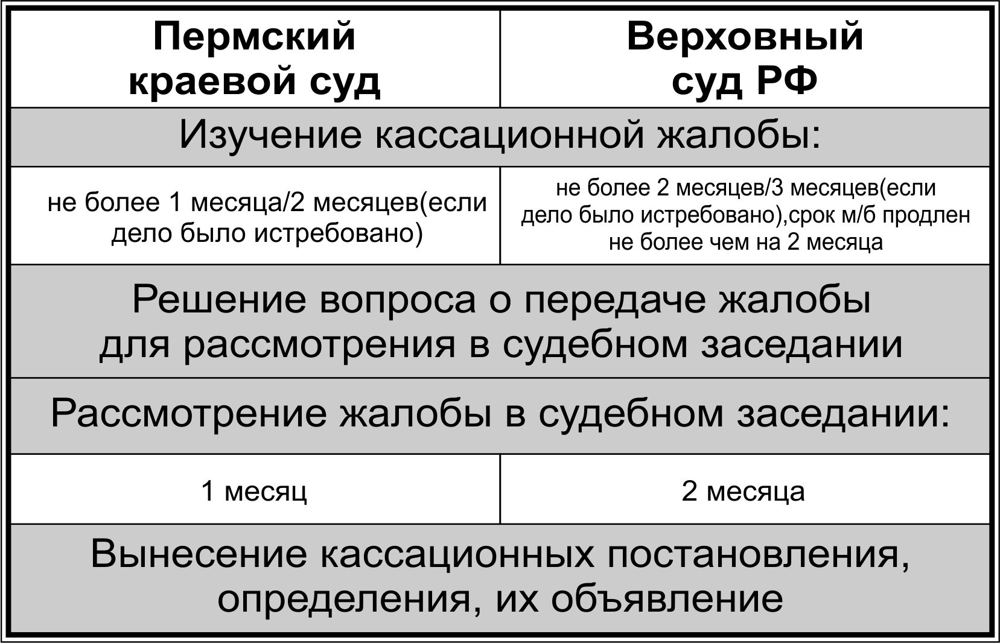 Пермский
краевой суд
Верховный
суд РФ
Изучение кассационной жалобы:
не более 1 месяца/2 месяцев(если
дело было истребовано)
не более 2 месяцев/3 месяцев(если
дело было истребовано),срок м/б продлен
не более чем на 2 месяца
Решение вопроса о передаче жалобы
для рассмотрения в судебном заседании
Рассмотрение жалобы в судебном заседании:
1 месяц
2 месяца
Вынесение кассационных постановления,
определения, их объявление